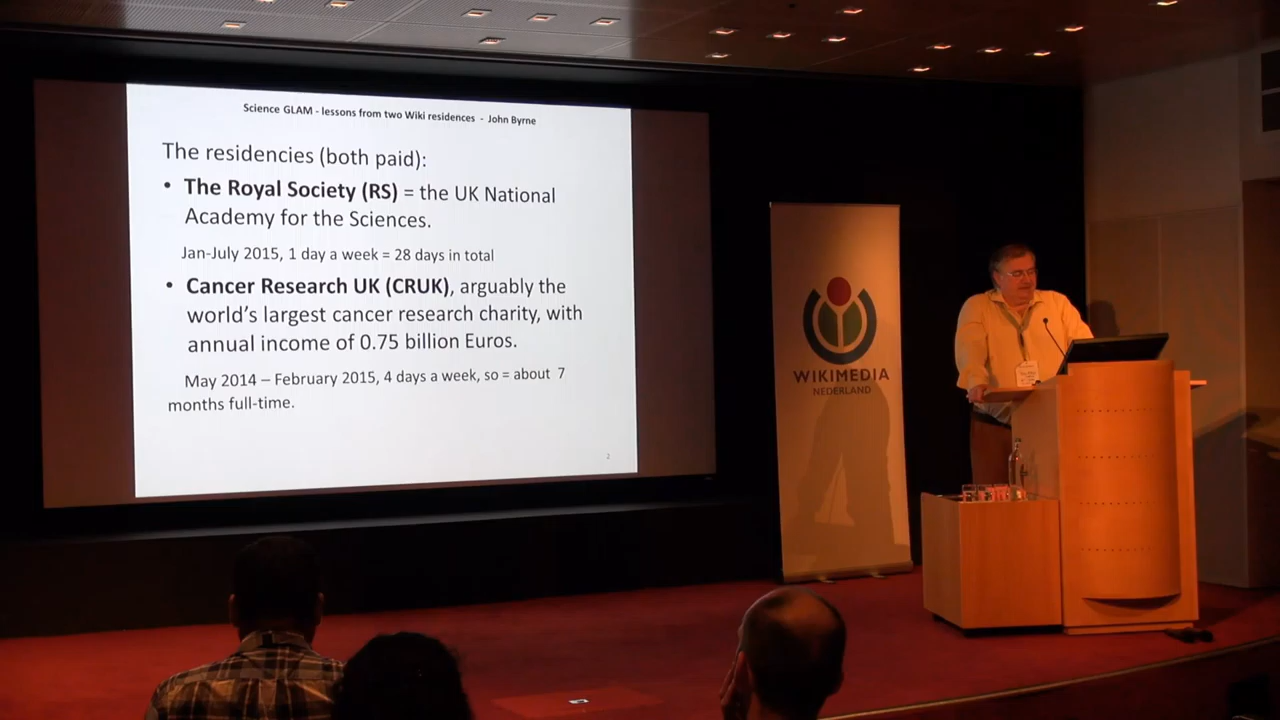 Science GLAM - lessons from two Wiki residences - John Byrne
The residencies (both paid):
• The Royal Society (RS) = the UK National
Academy for the Sciences.
Jan-July 2015, 1 day a week = 28 days in total
• Cancer Research UK (CRUK), arguably the
world's largest cancer research charity, with
annual income of 0.75 billion Euros.
May 2014 – February 2015, 4 days a week, so = about 7
months full-time.
2
WIKIMEDIA
NEDERLAND